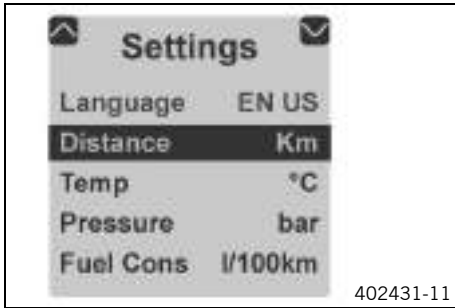 Settings
Language EN US
Distance Km
Temp °C
Pressure bar
Fuel Cons l/100km
402431-11